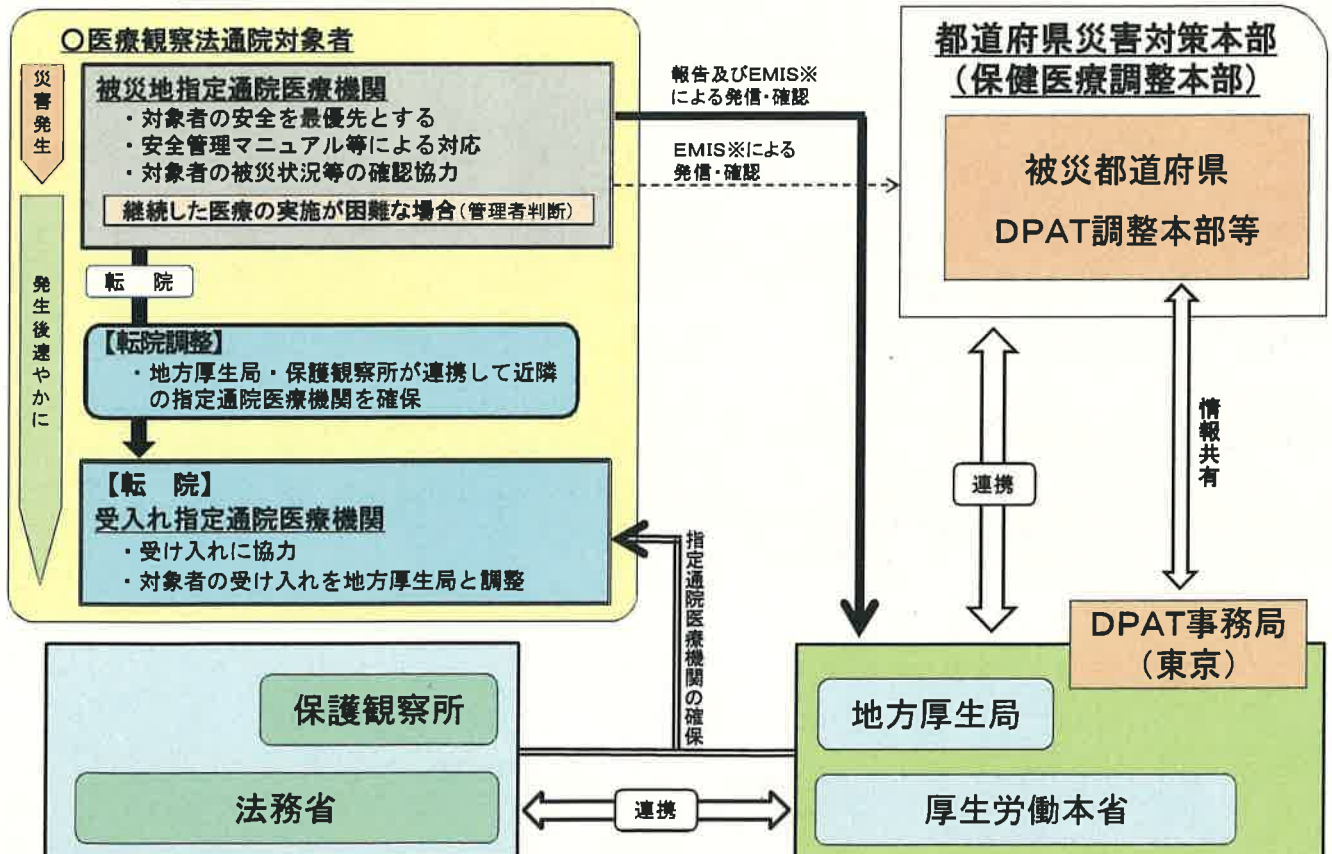 〇医療観察法通院対象者
災害発生
被災地指定通院医療機関
・対象者の安全を最優先とする
・安全管理マニュアル等による対応
・対象者の被災状況等の確認協力
継続した医療の実施が困難な場合(管理者判断)
発生後速やかに
転 院
【転院調整】
・地方厚生局・保護観察所が連携して近隣
の指定通院医療機関を確保
【転 院】
受入れ指定通院医療機関
・受け入れに協力
・対象者の受け入れを地方厚生局と調整
報告及びEMIS※
による発信・確認
EMIS※による
発信・確認
都道府県災害対策本部
(保健医療調整本部)
被災都道府県
DPAT調整本部等
連携
情報共有
指定通院医療機関の確保
DPAT事務局
(東京)
保護観察所
法務省
連携
地方厚生局
厚生労働本省